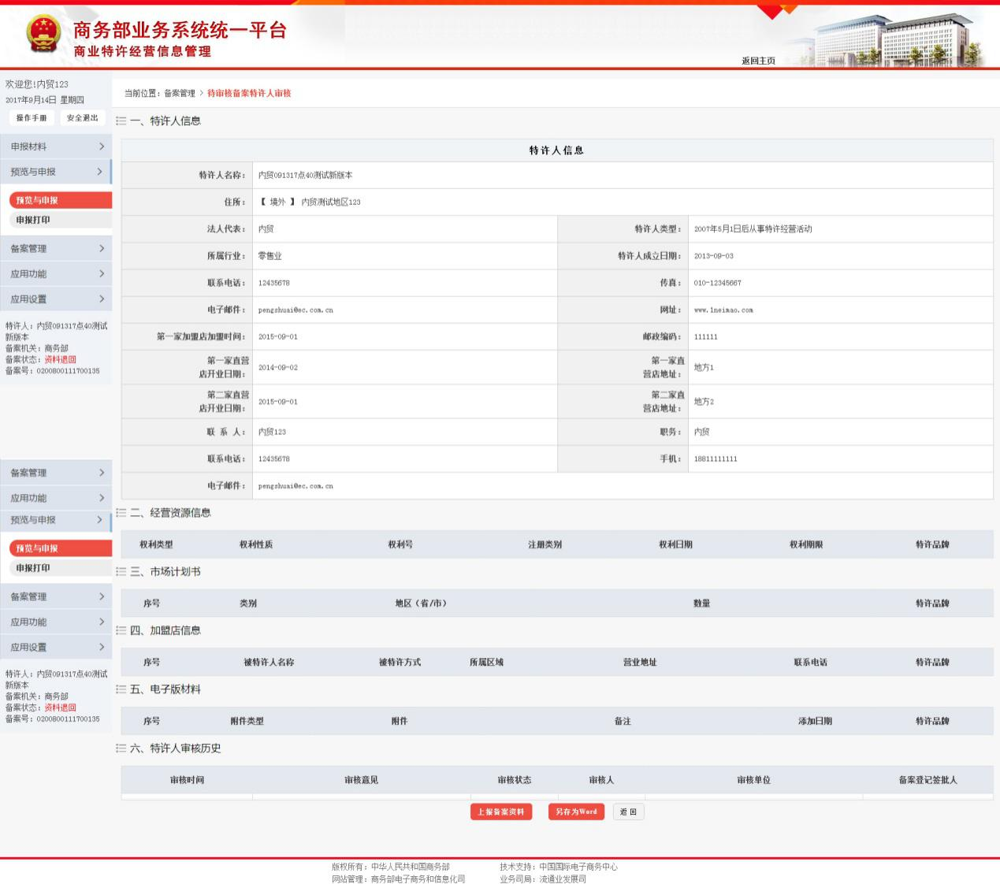 商务部业务系统统一平台
商业特许经营信息管理
返回主页
欢迎您!内贸123
2017年9月14日 星期四
操作手册 安全退出
申报材料
预览与申报
预览与申报
申报打印
备案管理
应用功能
应用设置
特许人：内贸091317点40测试
新版本
备案机关：商务部
备案状态：资料退回
备案号：0200800111700135
备案管理
应用功能
预览与申报
预览与申报
申报打印
备案管理
应用功能
应用设置
特许人：内贸091317点40测试
新版本
备案机关：商务部
备案状态：资料退回
备案号：0200800111700135
当前位置：备案管理 > 待审核备案特许人审核
一、特许人信息
特许人信息
特许人名称： 内贸091317点40测试新版本
住所： 【 境外 】 内贸测试地区123
法人代表： 内贸 特许人类型： 2007年5月1日后从事特许经营活动
所属行业： 零售业 特许人成立日期： 2013-09-03
联系电话： 12435678 传真： 010-12345667
电子邮件： pengshuai@ec.com.cn 网址： www.1neimao.com
第一家加盟店加盟时间： 2015-09-01 邮政编码： 111111
第一家直营
店开业日期： 2014-09-02 第一家直
营店地址： 地方1
第二家直营
店开业日期： 2015-09-01 第二家直
营店地址： 地方2
联 系 人： 内贸123 职务： 内贸
联系电话： 12435678 手机： 18811111111
电子邮件： pengshuai@ec.com.cn
二、经营资源信息
权利类型 权利性质 权利号 注册类别 权利日期 权利期限 特许品牌
三、市场计划书
序号 类别 地区（省/市） 数量 特许品牌
四、加盟店信息
序号 被特许人名称 被特许方式 所属区域 营业地址 联系电话 特许品牌
五、电子版材料
序号 附件类型 附件 备注 添加日期 特许品牌
六、特许人审核历史
审核时间 审核意见 审核状态 审核人 审核单位 备案登记签批人
上报备案资料 另存为Word 返 回
版权所有：中华人民共和国商务部 技术支持：中国国际电子商务中心
网站管理：商务部电子商务和信息化司 业务司局：流通业发展司